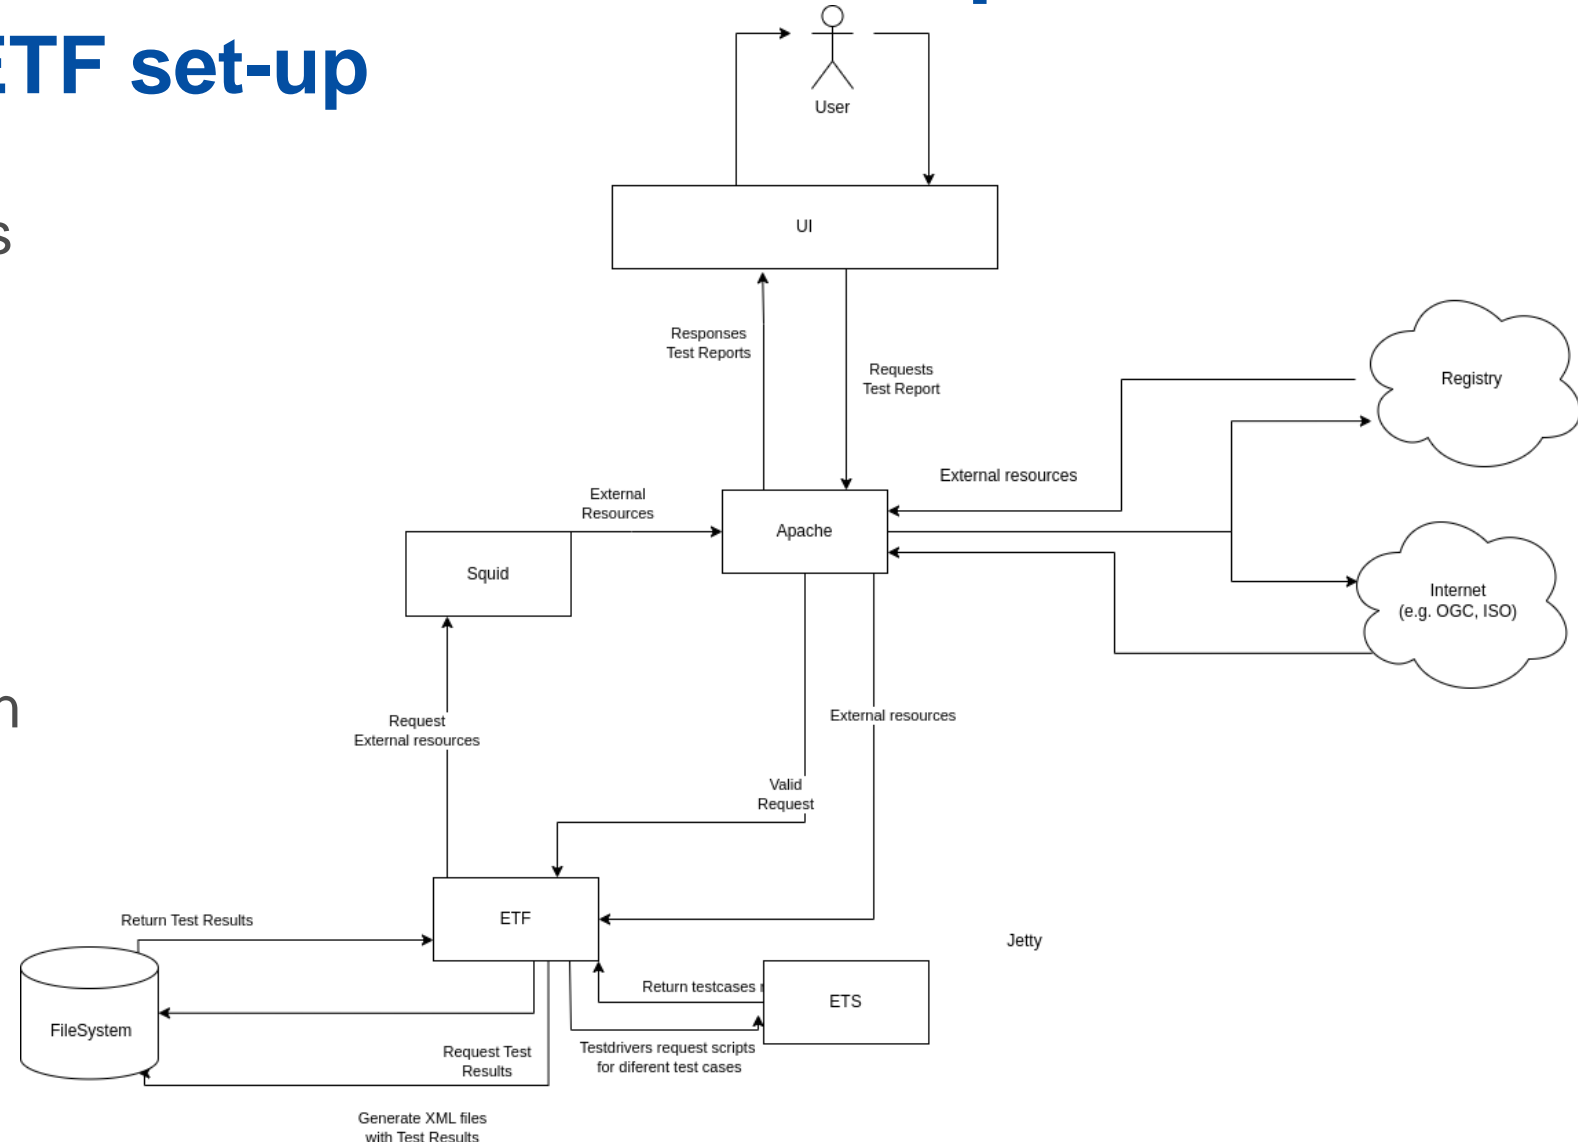 ETF set-up
s
n
User
UI
Responses
Test Reports
Requests
Test Report
Registry
External resources
External
Resources
Apache
Squid
Internet
(e.g. OGC, ISO)
Request
External resources
External resources
Valid
Request
Return Test Results
ETF
Jetty
Return testcases
ETS
FileSystem
Request Test
Results
Testdrivers request scripts
for diferent test cases
Generate XML files
with Test Results